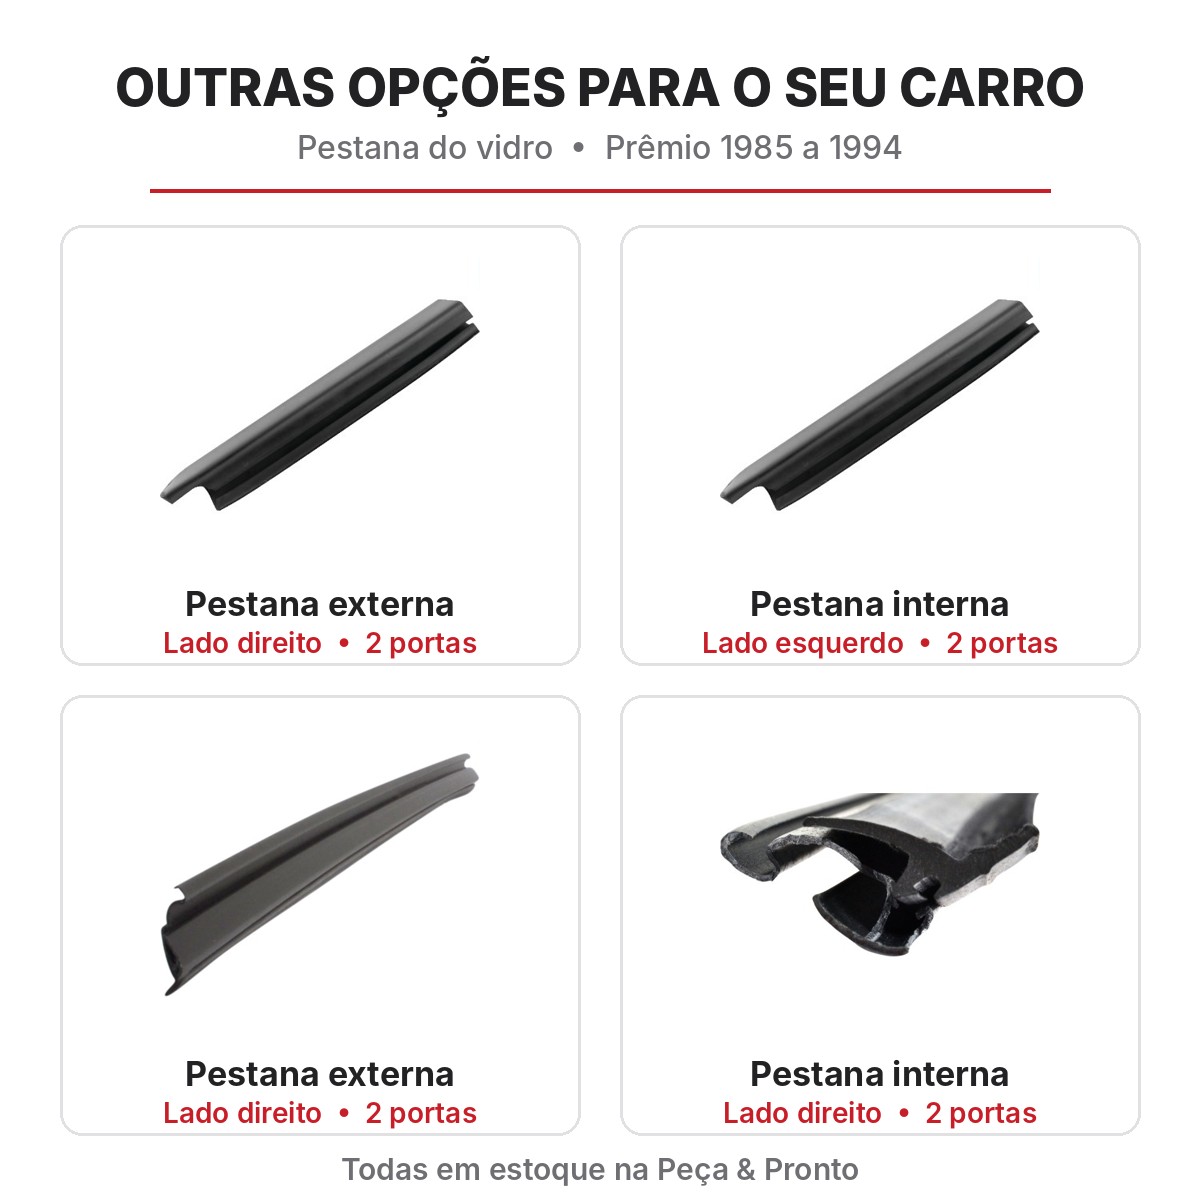 OUTRAS OPÇÕES PARA O SEU CARRO
Pestana do vidro • Prêmio 1985 a 1994
Pestana externa
Lado direito • 2 portas
Pestana interna
Lado esquerdo • 2 portas
Pestana externa
Lado direito • 2 portas
Pestana interna
Lado direito • 2 portas
Todas em estoque na Peça & Pronto